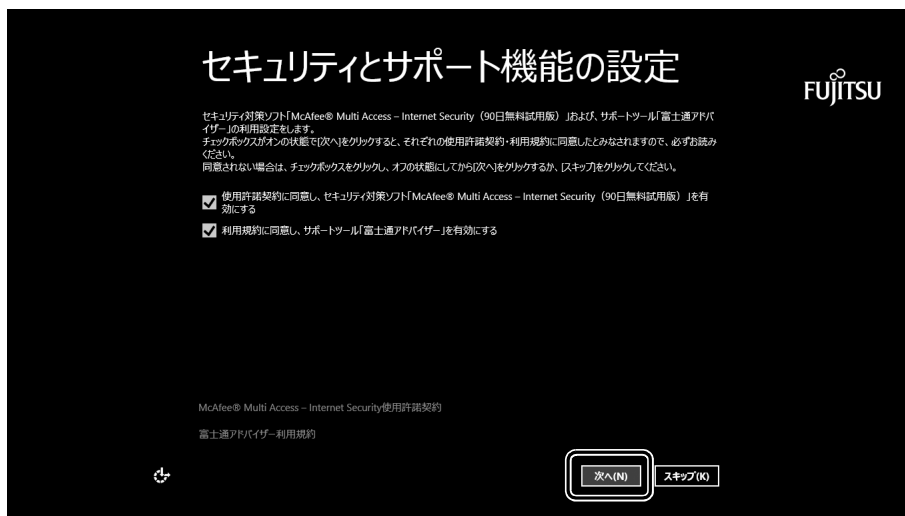 セキュリティとサポート機能の設定
FUJITSU
セキュリティ対策ソフト「McAfee® Multi Access – Internet Security（90日無料試用版）」および、サポートツール「富士通アドバ
イザー」の利用設定をします。
チェックボックスがオンの状態で[次へ]をクリックすると、それぞれの使用許諾契約・利用規約に同意したとみなされますので、必ずお読み
ください。
同意されない場合は、チェックボックスをクリックし、オフの状態にしてから[次へ]をクリックするか、[スキップ]をクリックしてください。
使用許諾契約に同意し、セキュリティ対策ソフト「McAfee® Multi Access – Internet Security（90日無料試用版）」を有
効にする
利用規約に同意し、サポートツール「富士通アドバイザー」を有効にする
McAfee® Multi Access – Internet Security使用許諾契約
富士通アドバイザー利用規約
次へ(N)
スキップ(K)